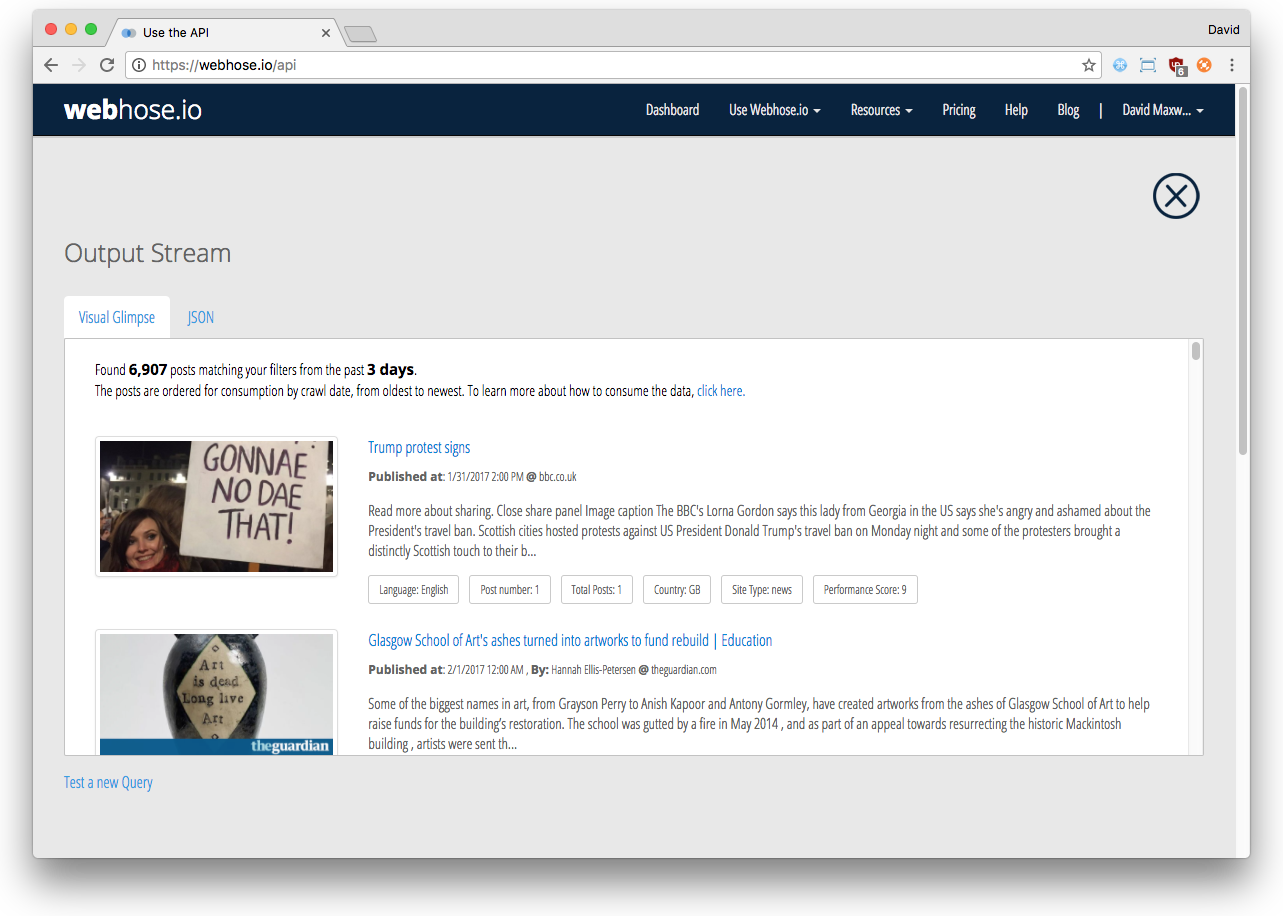 Use the API
David
https://webhose.io/api
6
webhose.io
Dashboard
Use Webhose.io
Resources
Pricing
Help
Blog
|
David Maxw...
Output Stream
Visual Glimpse
JSON
Found 6,907 posts matching your filters from the past 3 days.
The posts are ordered for consumption by crawl date, from oldest to newest. To learn more about how to consume the data, click here.
GONNAE
NO DAE
THAT!
Trump protest signs
Published at: 1/31/2017 2:00 PM @ bbc.co.uk
Read more about sharing. Close share panel Image caption The BBC's Lorna Gordon says this lady from Georgia in the US says she's angry and ashamed about the
President's travel ban. Scottish cities hosted protests against US President Donald Trump's travel ban on Monday night and some of the protesters brought a
distinctly Scottish touch to their b...
Language: English
Post number: 1
Total Posts: 1
Country: GB
Site Type: news
Performance Score: 9
Art
is dead
Long live
Art
theguardian
Glasgow School of Art's ashes turned into artworks to fund rebuild | Education
Published at: 2/1/2017 12:00 AM , By: Hannah Ellis-Petersen @ theguardian.com
Some of the biggest names in art, from Grayson Perry to Anish Kapoor and Antony Gormley, have created artworks from the ashes of Glasgow School of Art to help
raise funds for the building's restoration. The school was gutted by a fire in May 2014 , and as part of an appeal towards resurrecting the historic Mackintosh
building , artists were sent th...
Test a new Query